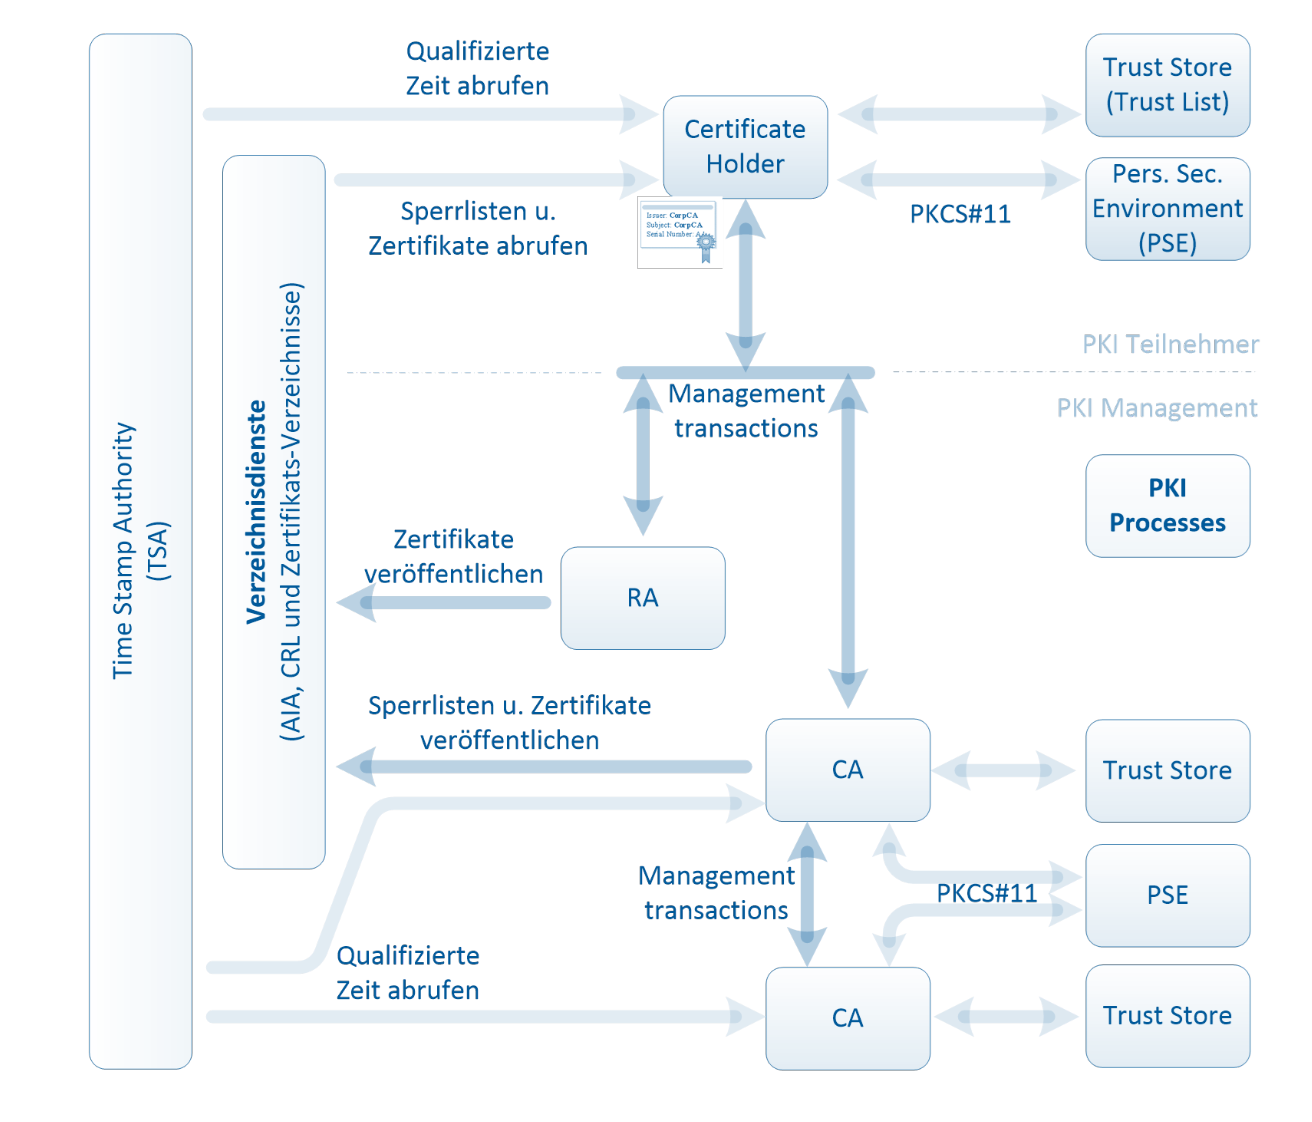 Qualifizierte
Zeit abrufen
Trust Store
(Trust List)
Certificate
Holder
Pers. Sec.
Environment
(PSE)
PKCS#11
Sperrlisten u.
Zertifikate abrufen
Issuer: CorpCA
Subject: CorpCA
Serial Number
PKI Teilnehmer
PKI Management
Management
transactions
PKI
Processes
Time Stamp Authority
(TSA)
Verzeichnisdienste
(AIA, CRL und Zertifikats-Verzeichnisse)
Zertifikate
veröffentlichen
RA
Sperrlisten u. Zertifikate
veröffentlichen
CA
Trust Store
Management
transactions
PKCS#11
PSE
Qualifizierte
Zeit abrufen
CA
Trust Store